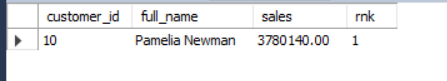 customer_id full_name sales rnk
10 Pamelia Newman 3780140.00 1